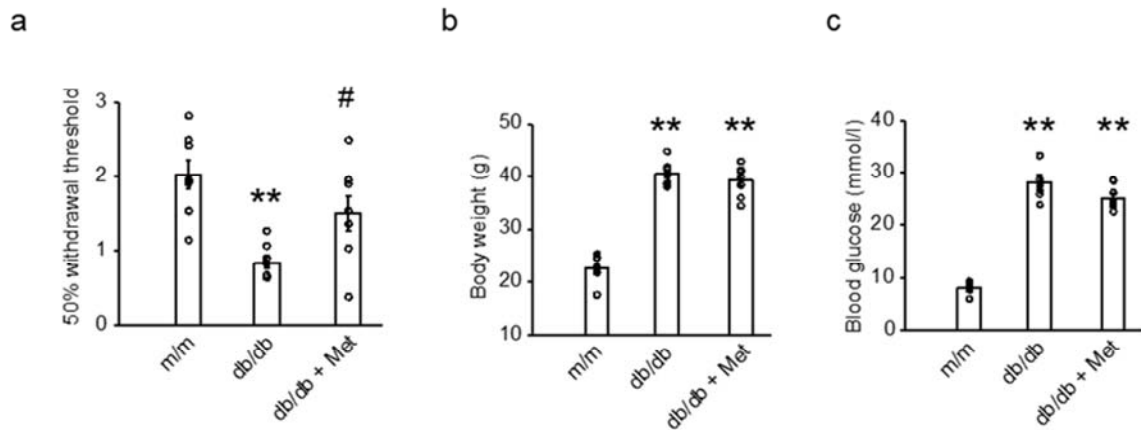 a
50% withdrawal threshold
3
2
1
0
**
#
m/m
db/db
db/db + Met
b
Body weight (g)
50
40
30
20
10
**
**
m/m
db/db
db/db + Met
c
Blood glucose (mmol/l)
40
30
20
10
0
**
**
m/m
db/db
db/db + Met